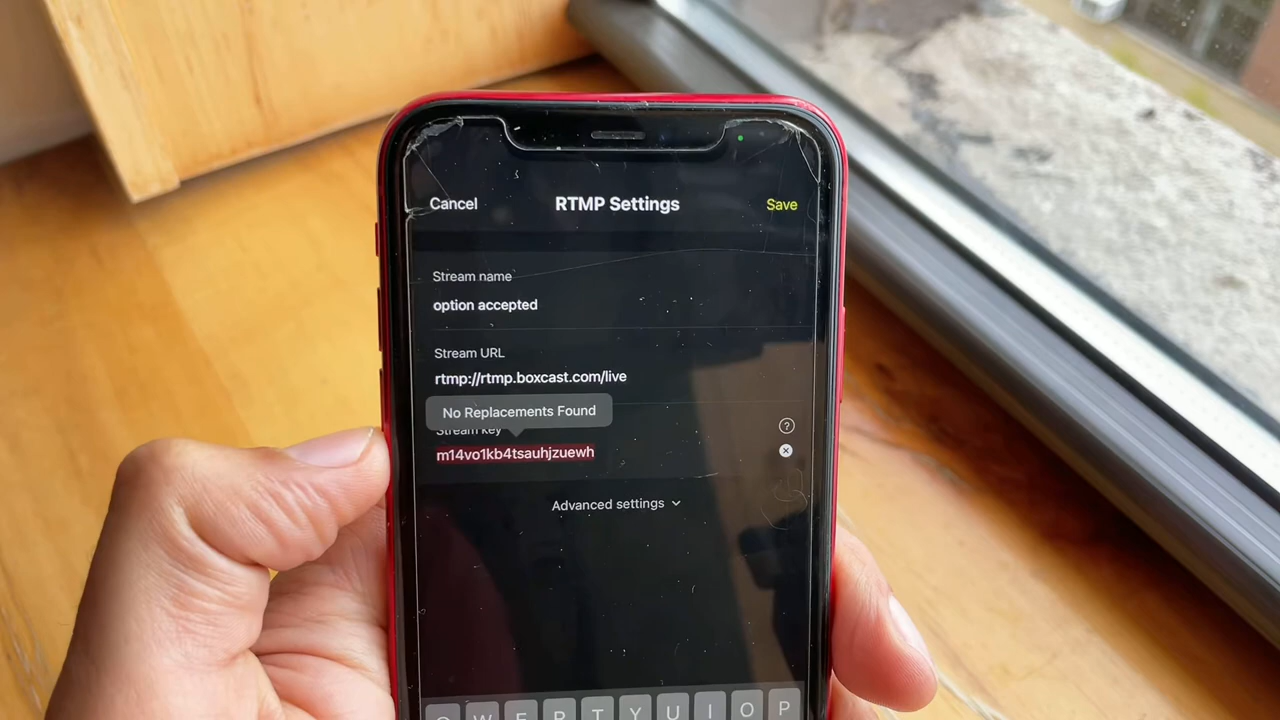 Cancel
RTMP Settings
Save
Stream name
option accepted
Stream URL
rtmp://rtmp.boxcast.com/live
No Replacements Found
Stream key
?
m14vo1kb4tsauhjzuewh
Advanced settings
Q W E R T Y U I O P